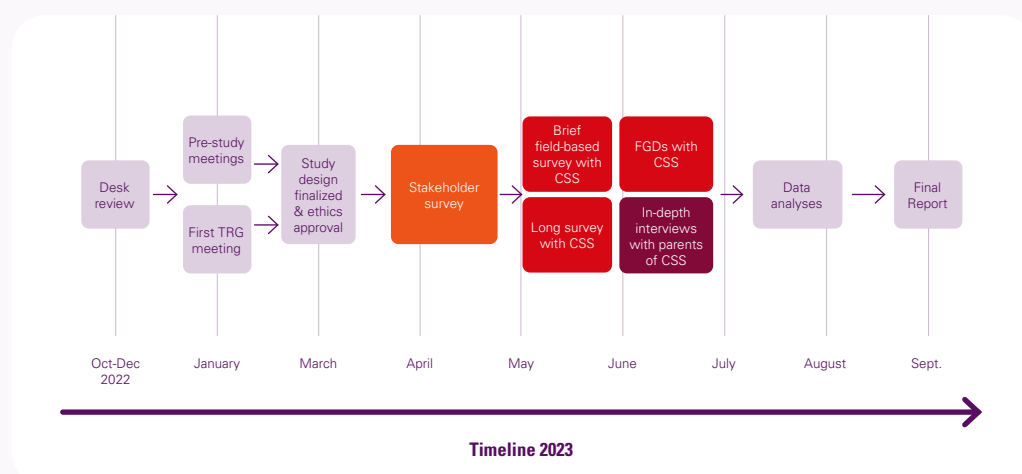 Desk
review
Pre-study
meetings
First TRG
meeting
Study
design
finalized
& ethics
approval
Stakeholder
survey
Brief
field-based
survey with
CSS
Long survey
with CSS
FGDs with
CSS
In-depth
interviews
with parents
of CSS
Data
analyses
Final
Report
Oct-Dec
2022
January
March
April
May
June
July
August
Sept.
Timeline 2023